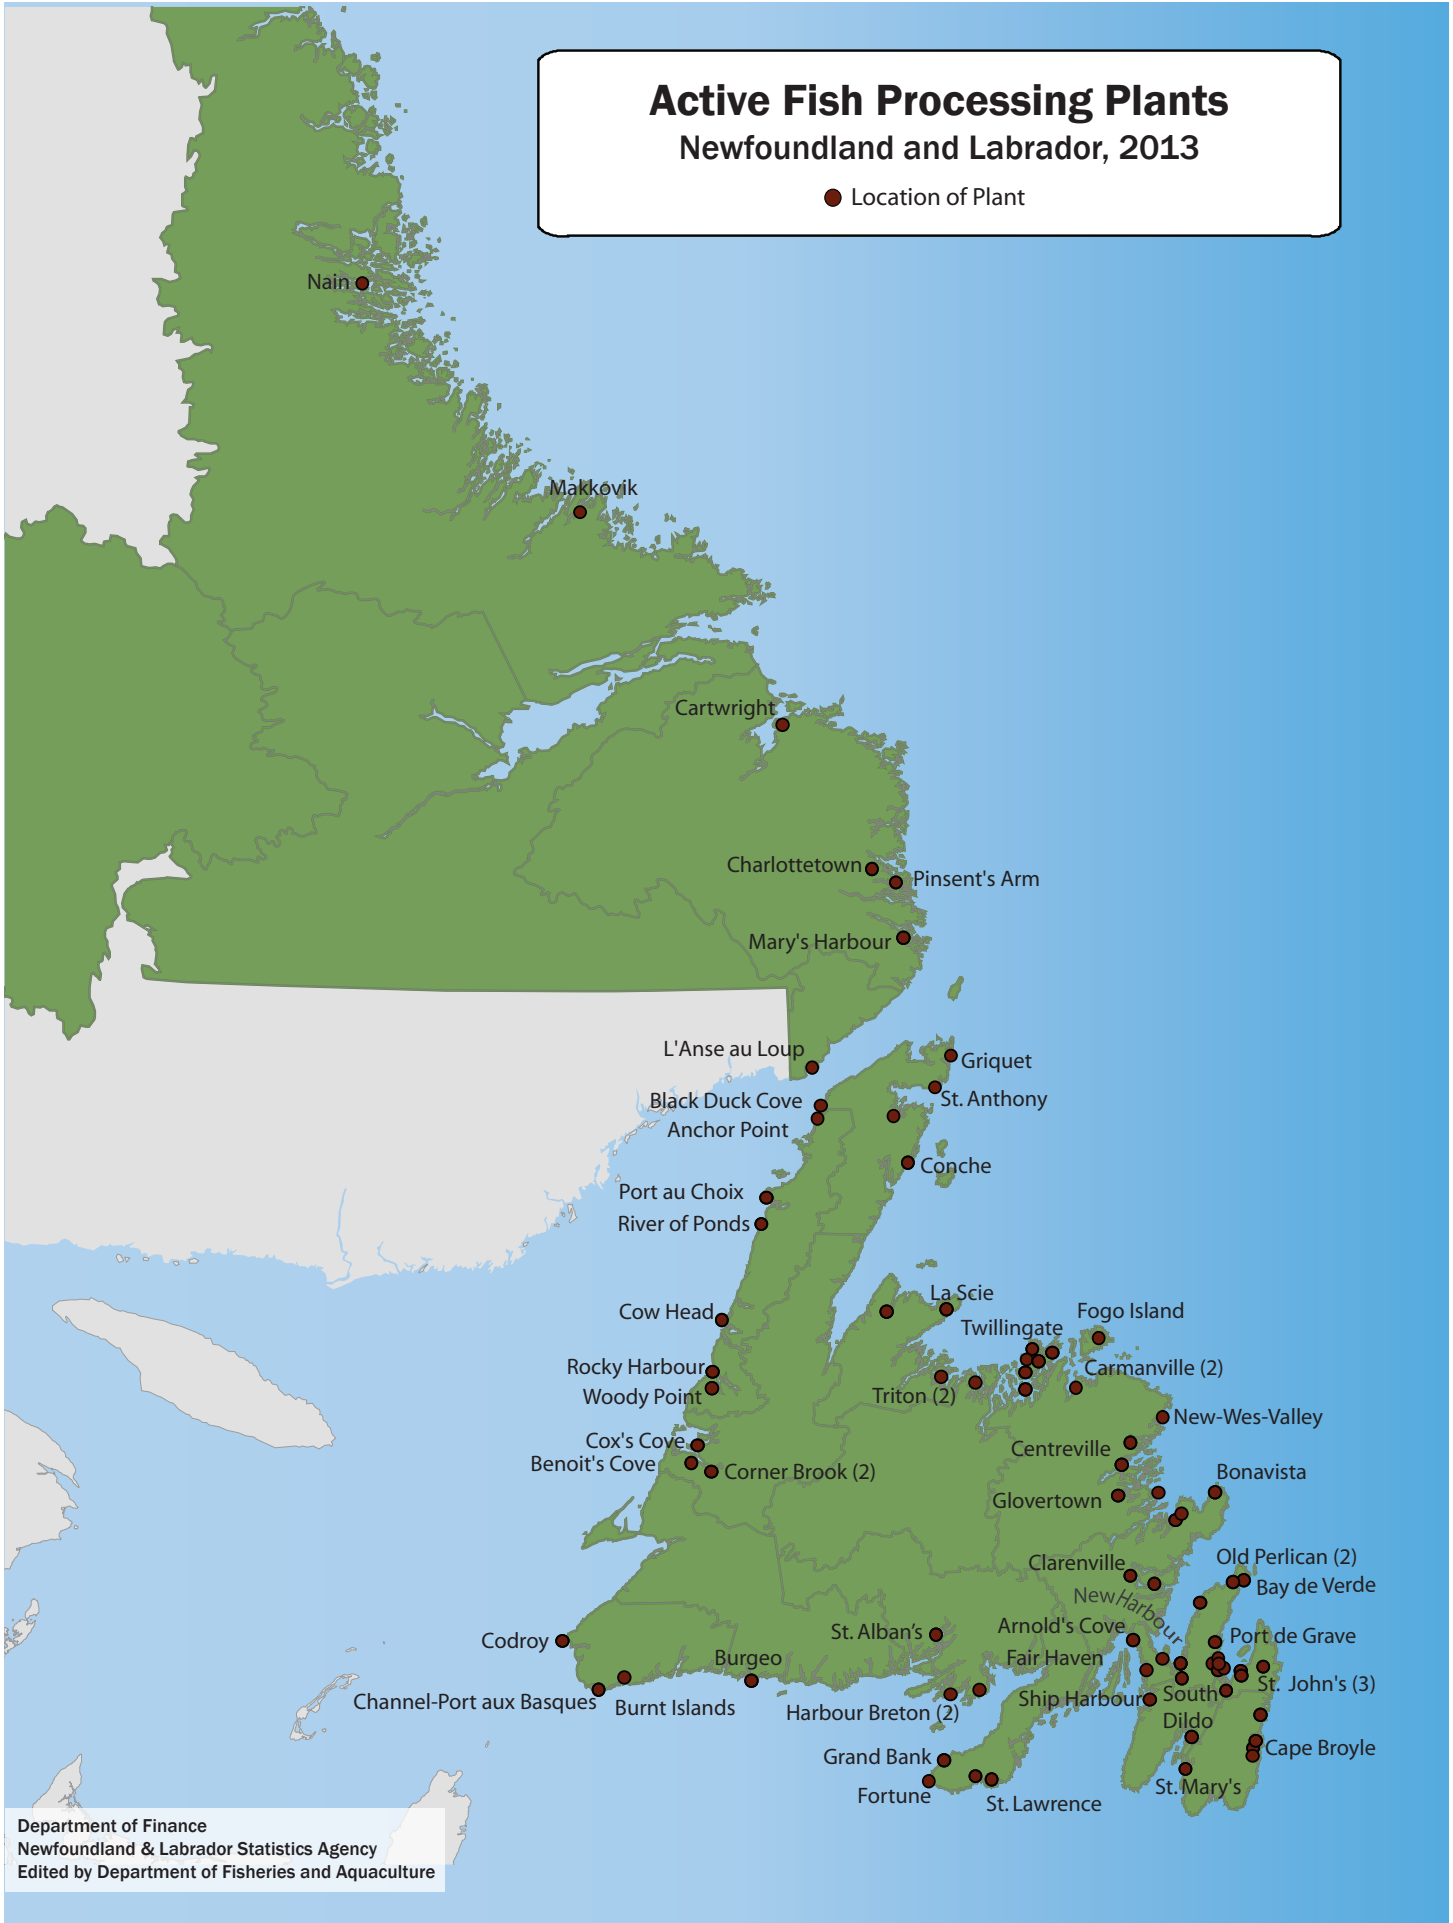 Active Fish Processing Plants
Newfoundland and Labrador, 2013
Location of Plant
Nain
Makkovik
Cartwright
Charlottetown
Pinsent's Arm
Mary's Harbour
L'Anse au Loup
Griquet
Black Duck Cove
St. Anthony
Anchor Point
Conche
Port au Choix
River of Ponds
La Scie
Cow Head
Fogo Island
Twillingate
Rocky Harbour
Carmanville (2)
Woody Point
Triton (2)
New-Wes-Valley
Cox's Cove
Centreville
Benoit's Cove
Corner Brook (2)
Bonavista
Glovertown
Old Perlican (2)
Clarenville
Bay de Verde
New Harbour
Arnold's Cove
St. Alban's
Port de Grave
Codroy
Burgeo
Fair Haven
St. John's (3)
Channel-Port aux Basques
Burnt Islands
Harbour Breton (2)
Ship Harbour
South
Dildo
Cape Broyle
Grand Bank
St. Mary's
Fortune
St. Lawrence
Department of Finance
Newfoundland & Labrador Statistics Agency
Edited by Department of Fisheries and Aquaculture